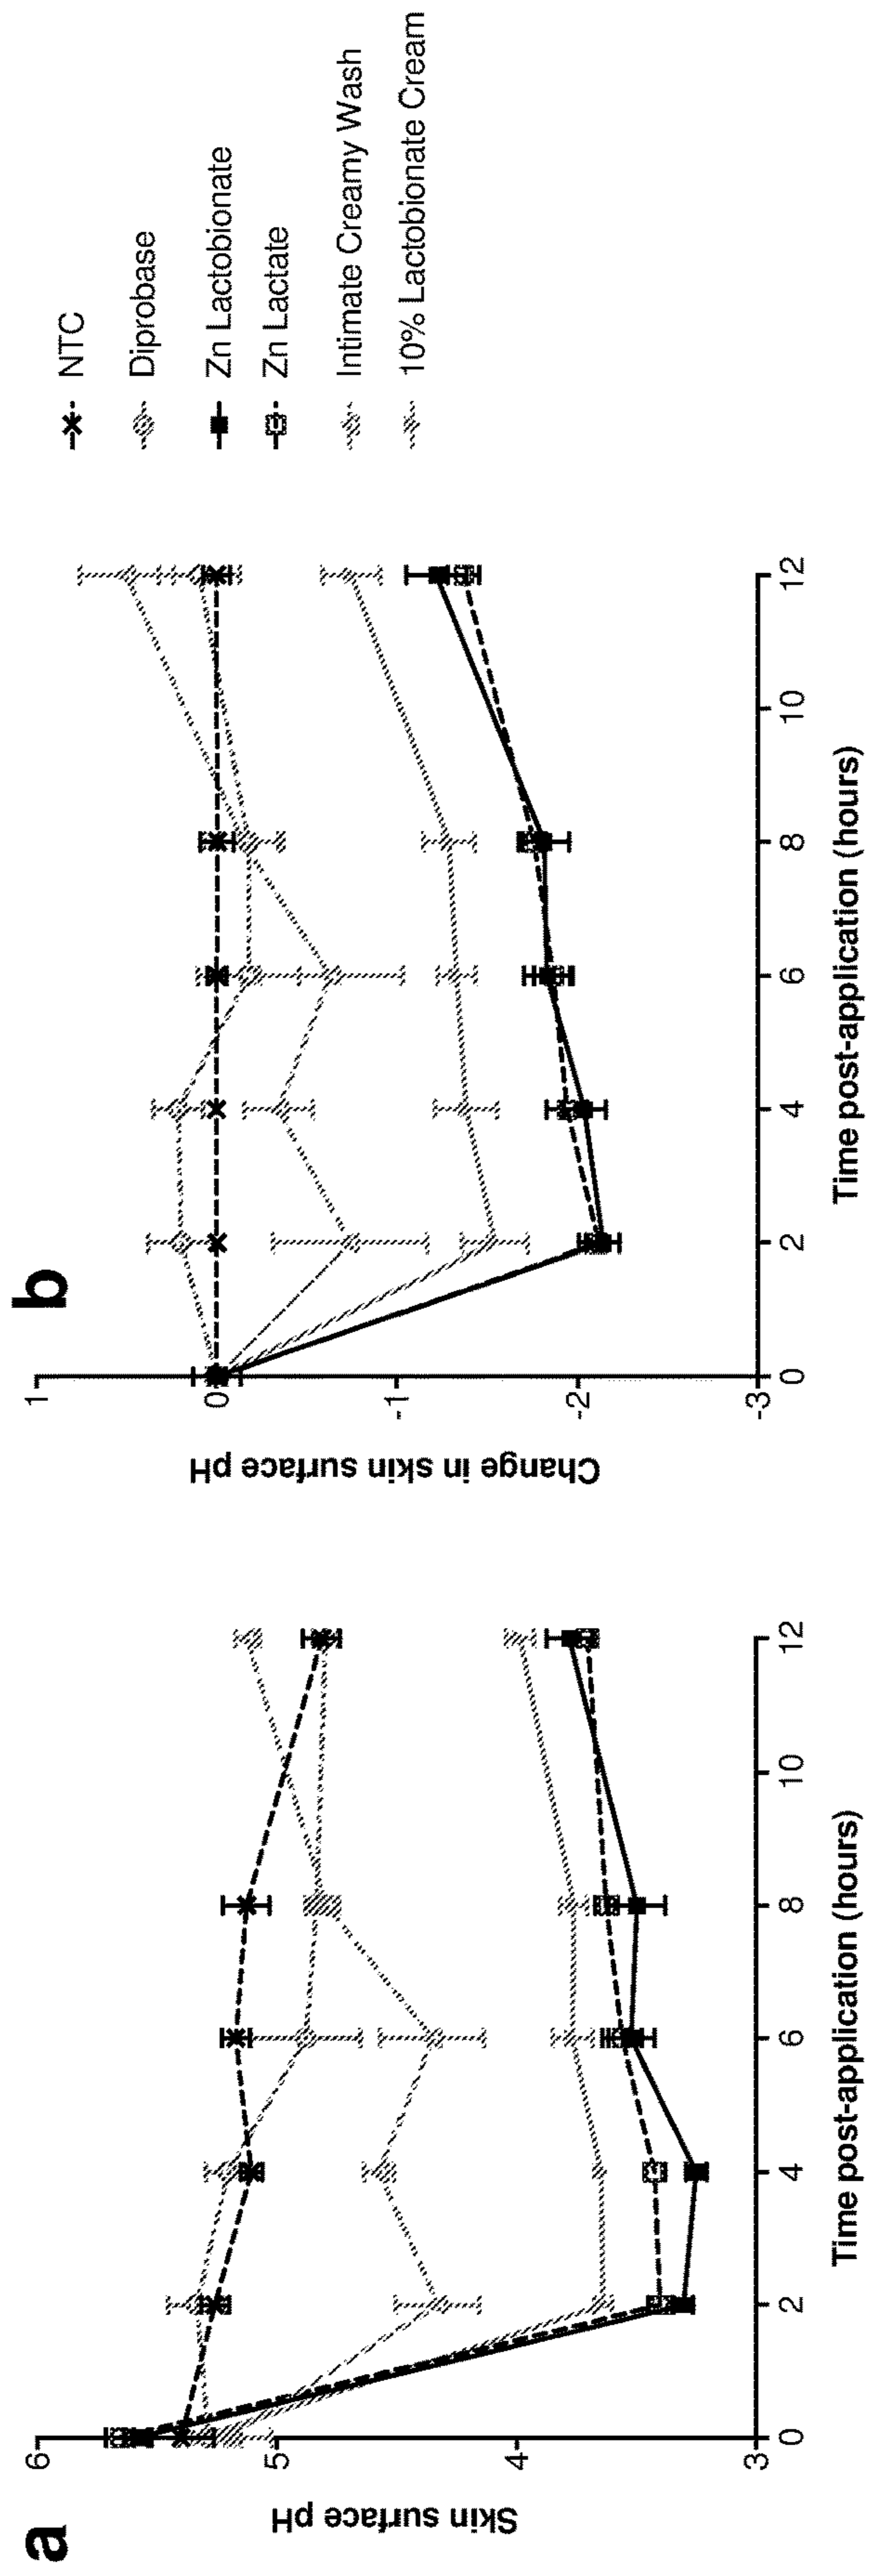 a
Skin surface pH
6
5
4
3
0
2
4
6
8
10
12
Time post-application (hours)
b
Change in skin surface pH
1
0
-1
-2
-3
0
2
4
6
8
10
12
Time post-application (hours)
NTC
Diprobase
Zn Lactobionate
Zn Lactate
Intimate Creamy Wash
10% Lactobionate Cream